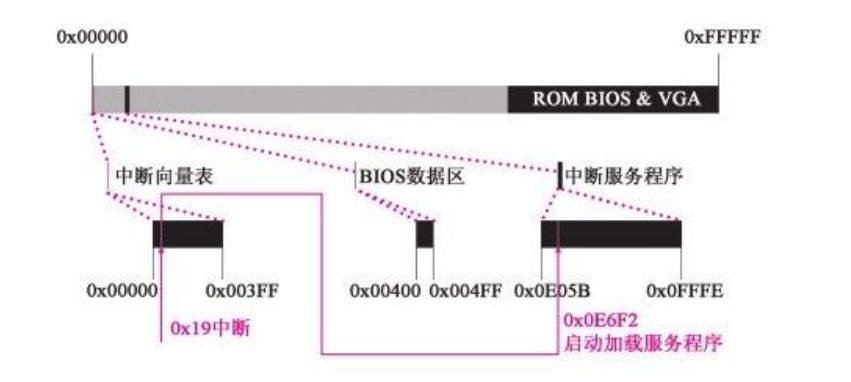 0x00000
0xFFFFF
ROM BIOS & VGA
中断向量表
BIOS数据区
中断服务程序
0x00000
0x003FF
0x00400
0x004FF
0x0E05B
0x0FFFE
0x19中断
0x0E6F2
启动加载服务程序